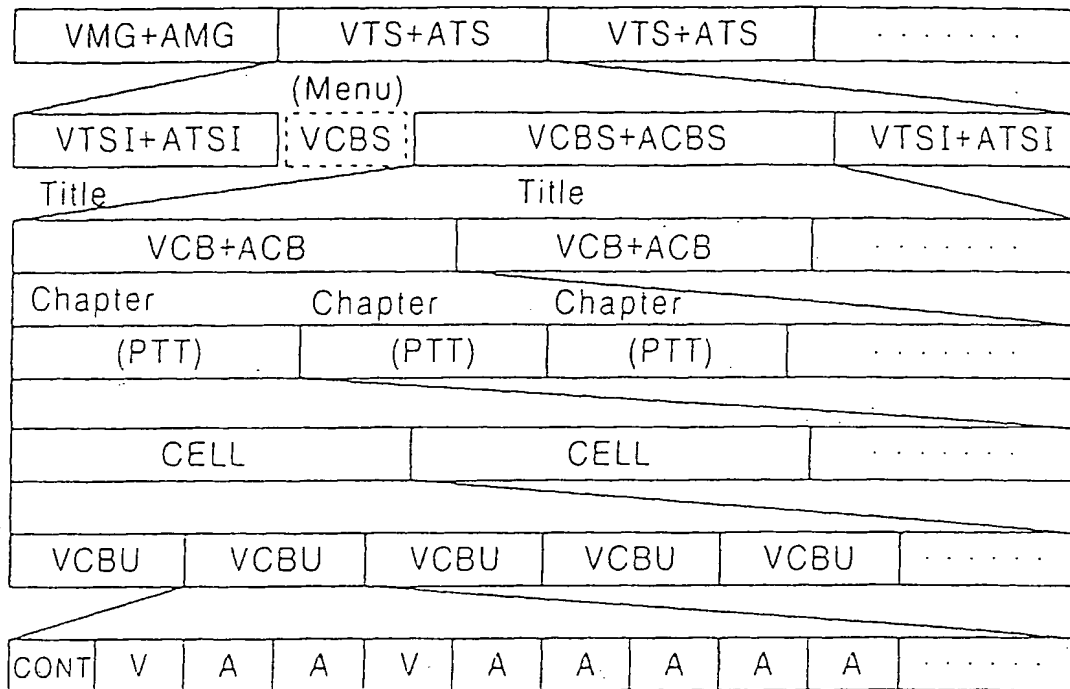 VMG+AMG VTS+ATS VTS+ATS .......
(Menu)
VTSI+ATSI VCBS VCBS+ACBS VTSI+ATSI
Title Title
VCB+ACB VCB+ACB .......
Chapter Chapter Chapter
(PTT) (PTT) (PTT) .......
CELL CELL .......
VCBU VCBU VCBU VCBU VCBU ......
CONT V A A V A A A A A ......